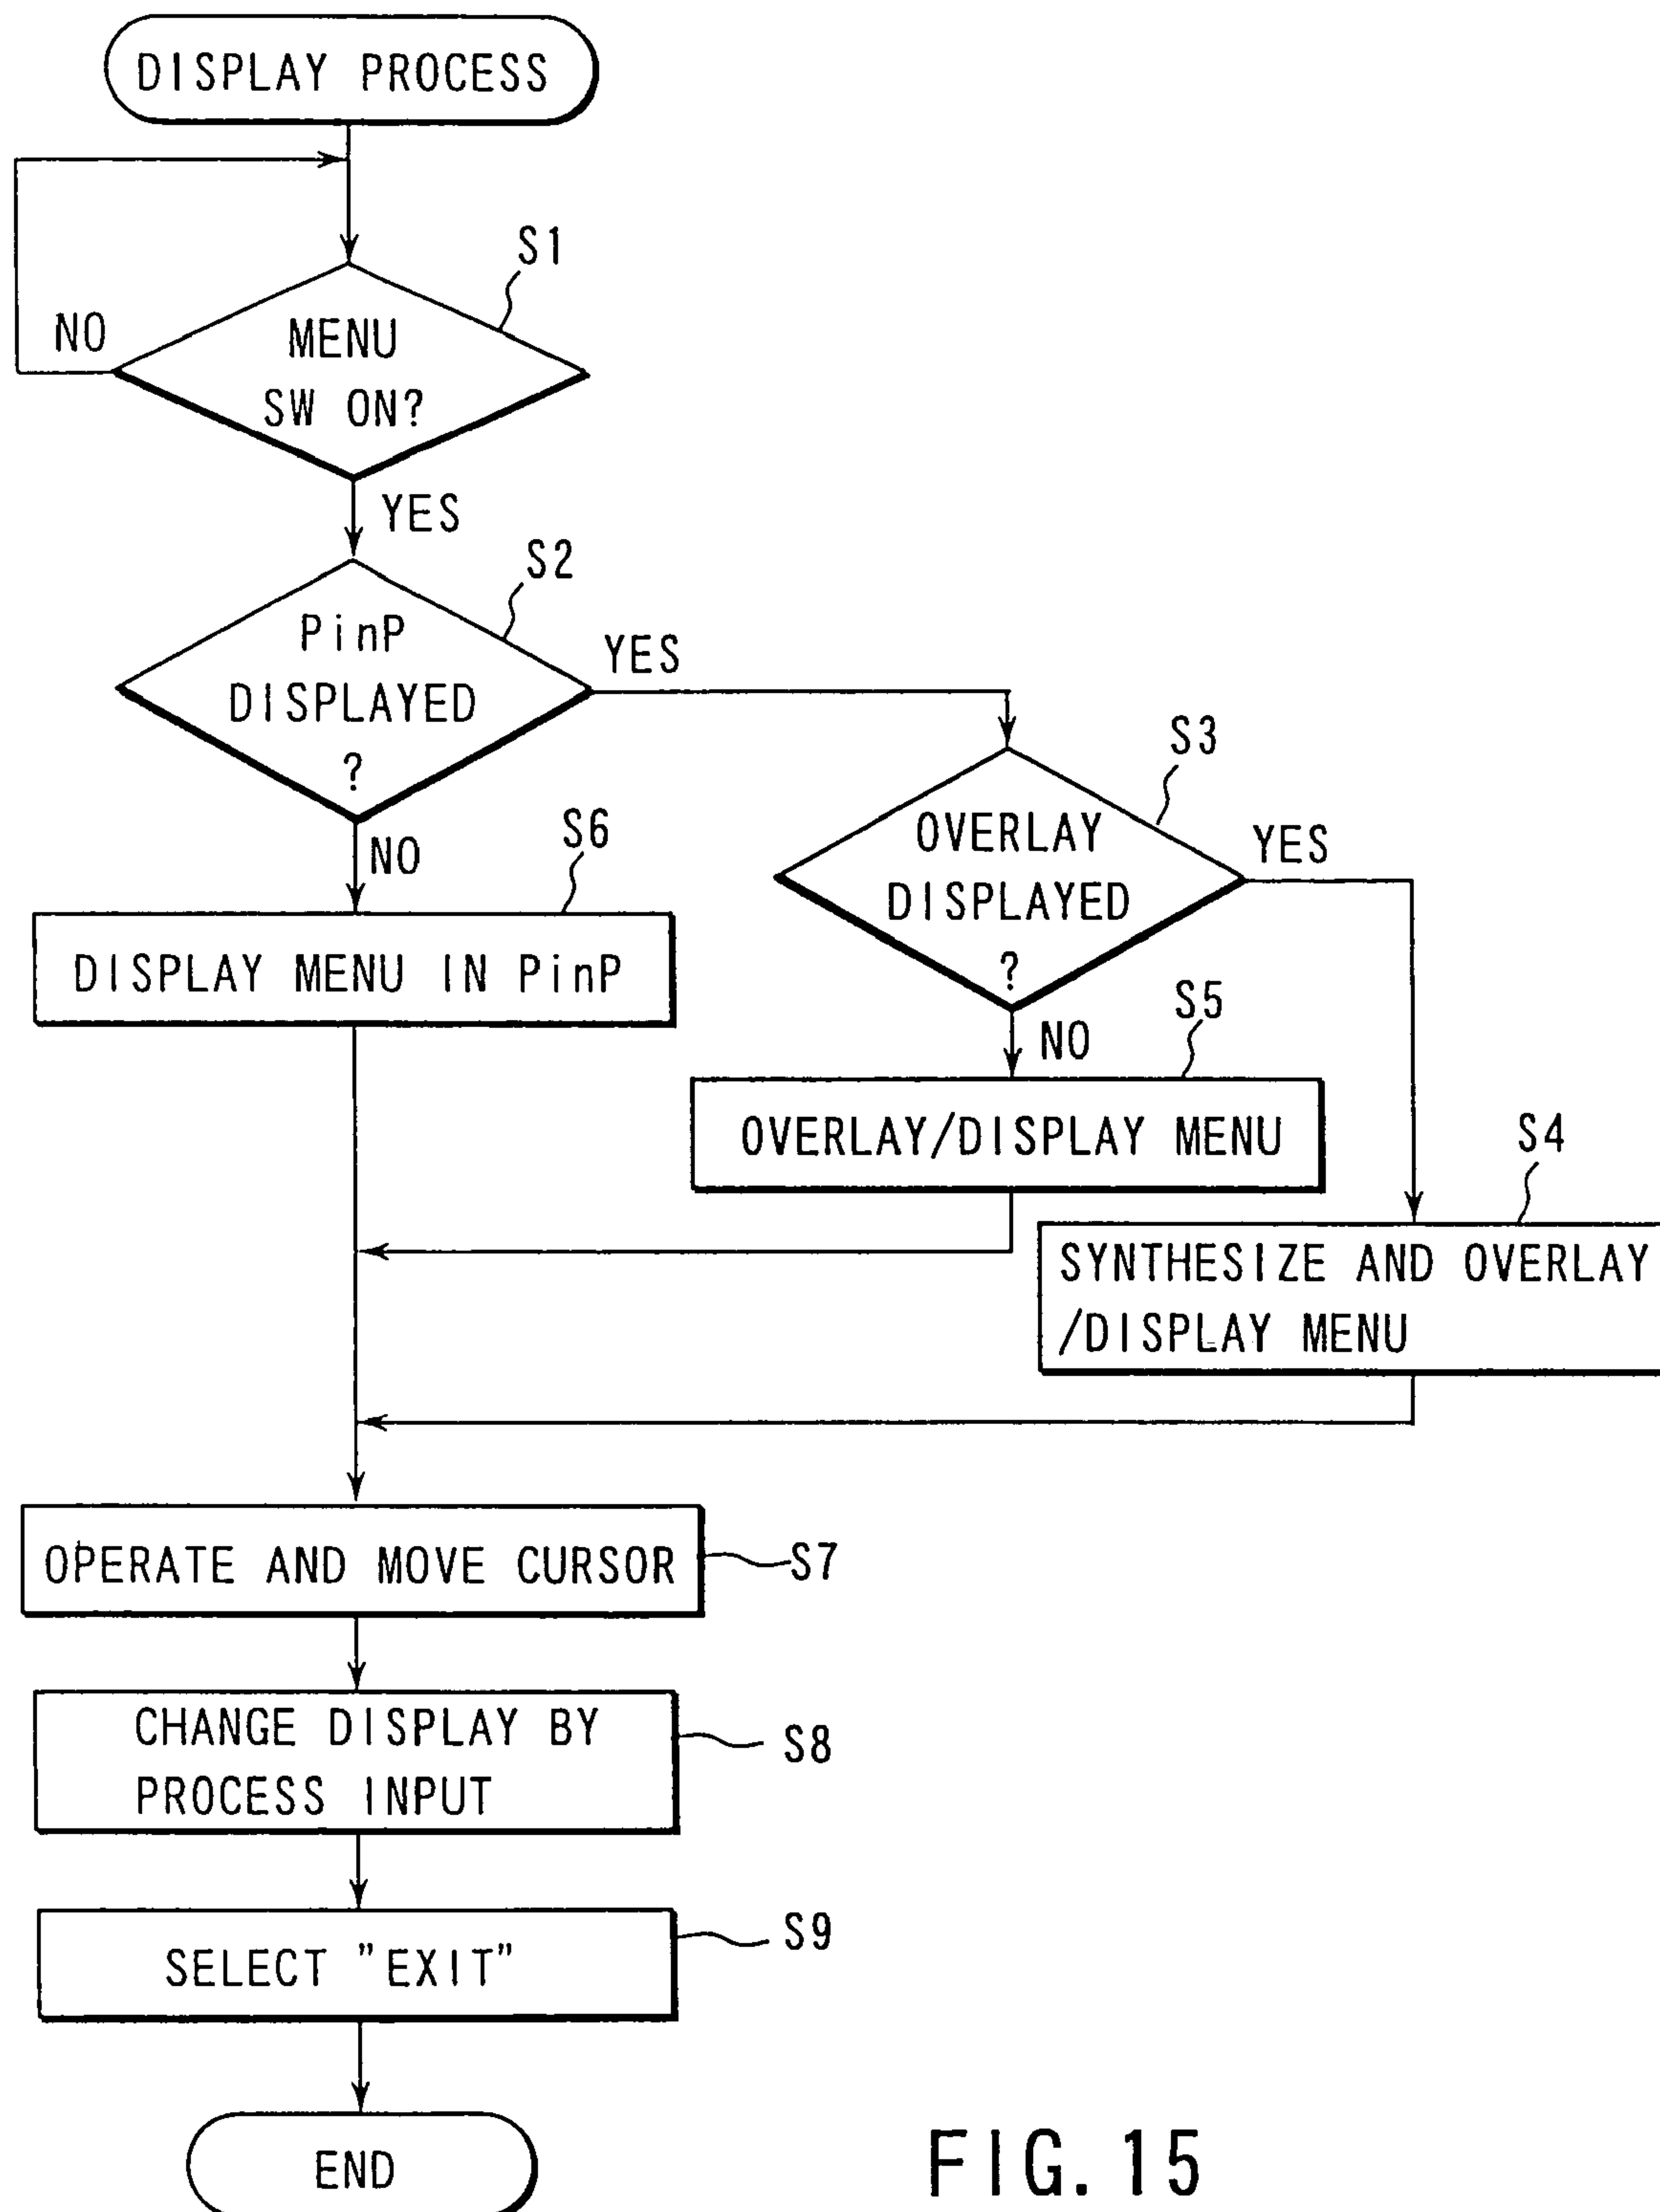 DISPLAY PROCESS
S1
NO
MENU
SW ON?
YES
S2
PinP
DISPLAYED
?
YES
S3
OVERLAY
DISPLAYED
?
YES
NO
S6
DISPLAY MENU IN PinP
NO
S5
OVERLAY/DISPLAY MENU
S4
SYNTHESIZE AND OVERLAY
/DISPLAY MENU
OPERATE AND MOVE CURSOR
S7
CHANGE DISPLAY BY
PROCESS INPUT
S8
SELECT "EXIT"
S9
END
FIG. 15